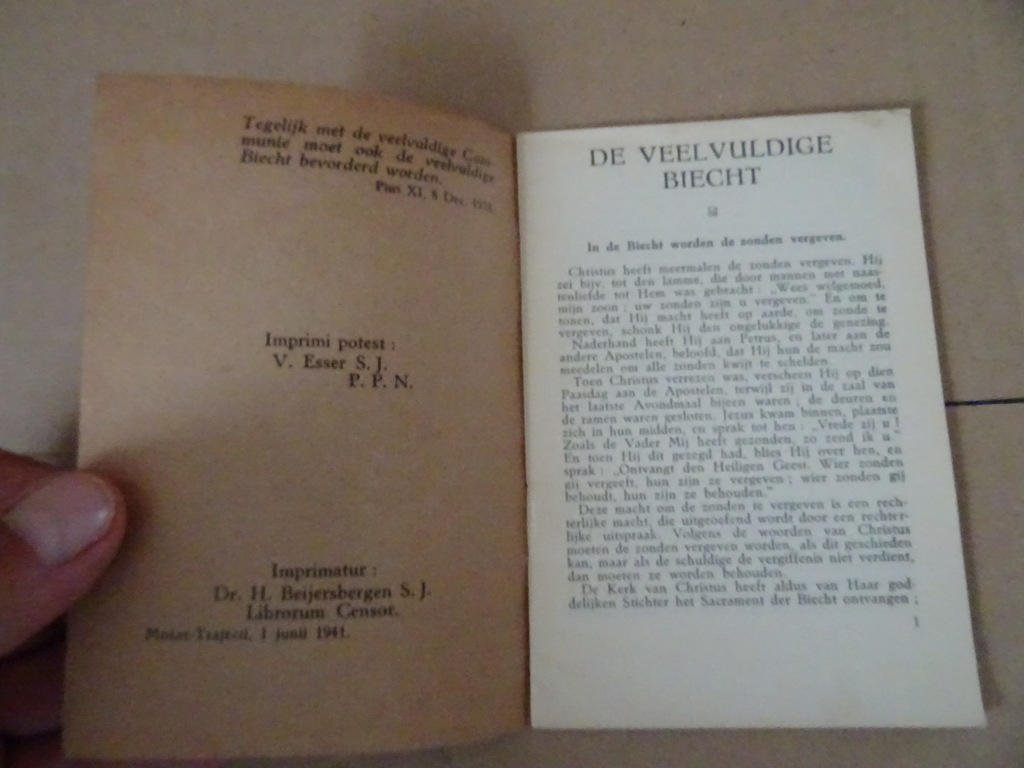 Tegelijk met de veelvuldige Com-
munie moet ook de veelvuldige
Biecht bevorderd worden.
Pius XI, 8 Dec.
Imprimi potest :
V. Esser S. J.
P. P. N.
Imprimatur :
Dr. H. Beijersbergen S. J.
Librorum Censor.
Mosae-Trajecti, 1 junii 1941.
DE VEELVULDIGE
BIECHT
In de Biecht worden de zonden vergeven.
Christus heeft meermalen de zonden vergeven. Hij
zei bijv. tot den lamme, die door mannen met naas-
tenliefde tot Hem was gebracht : „Wees welgemoed,
mijn zoon ; uw zonden zijn u vergeven." En om te
tonen, dat Hij macht heeft op aarde, om zonde te
vergeven, schonk Hij den ongelukkige de genezing.
Naderhand heeft Hij aan Petrus, en later aan de
andere Apostelen, beloofd, dat Hij hun de macht zou
meedelen om alle zonden kwijt te schelden.
Toen Christus verrezen was, verscheen Hij op dien
Paasdag aan de Apostelen, terwijl zij in de zaal van
het laatste Avondmaal bijeen waren ; de deuren en
de ramen waren gesloten. Jezus kwam binnen, plaatste
zich in hun midden, en sprak tot hen : „Vrede zij u !
Zoals de Vader Mij heeft gezonden, zo zend ik u."
En toen Hij dit gezegd had, blies Hij over hen, en
sprak : „Ontvangt den Heiligen Geest. Wier zonden
gij vergeeft, hun zijn ze vergeven ; wier zonden gij
behoudt, hun zijn ze behouden."
Deze macht om de zonden te vergeven is een rech-
terlijke macht, die uitgeoefend wordt door een rechter-
lijke uitspraak. Volgens de woorden van Christus
moeten de zonden vergeven worden, als dit geschieden
kan, maar als de schuldige de vergiffenis niet verdient,
dan moeten ze worden behouden.
De Kerk van Christus heeft aldus van Haar god-
delijken Stichter het Sacrament der Biecht ontvangen ;
1